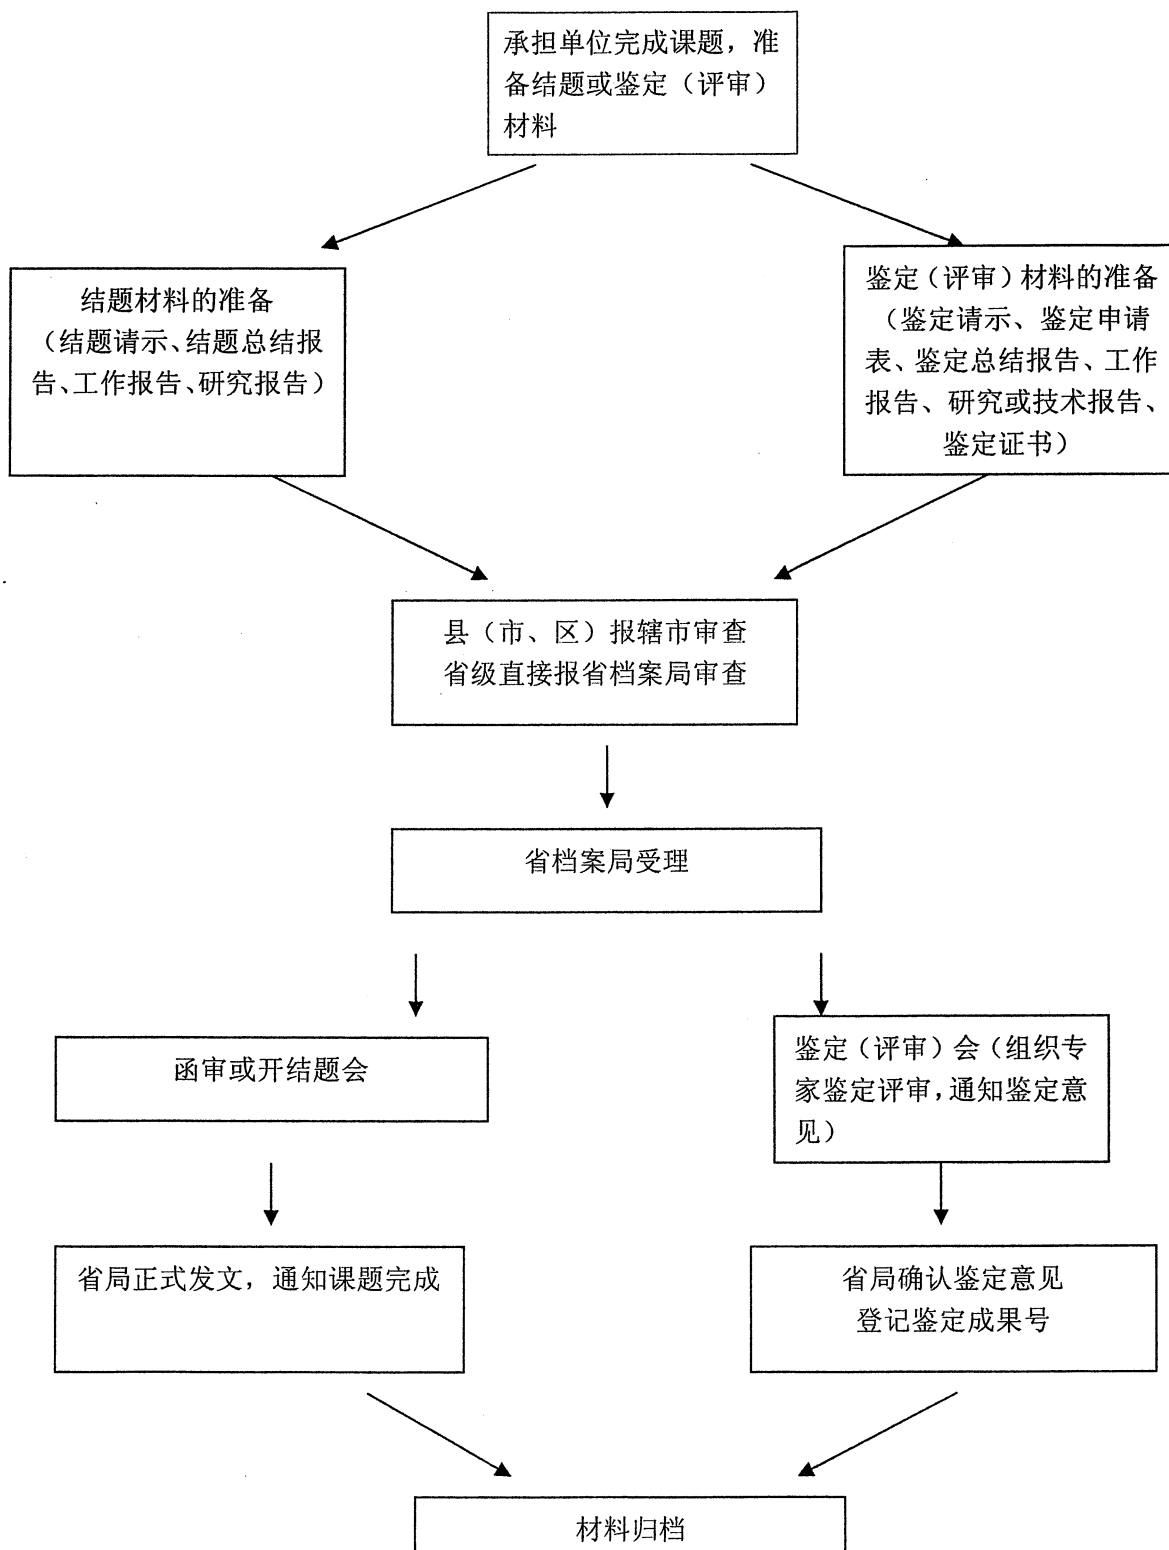 承担单位完成课题，准
备结题或鉴定（评审）
材料
结题材料的准备
（结题请示、结题总结报
告、工作报告、研究报告）
鉴定（评审）材料的准备
（鉴定请示、鉴定申请
表、鉴定总结报告、工作
报告、研究或技术报告、
鉴定证书）
县（市、区）报辖市审查
省级直接报省档案局审查
省档案局受理
函审或开结题会
鉴定（评审）会（组织专
家鉴定评审，通知鉴定意
见）
省局正式发文，通知课题完成
省局确认鉴定意见
登记鉴定成果号
材料归档